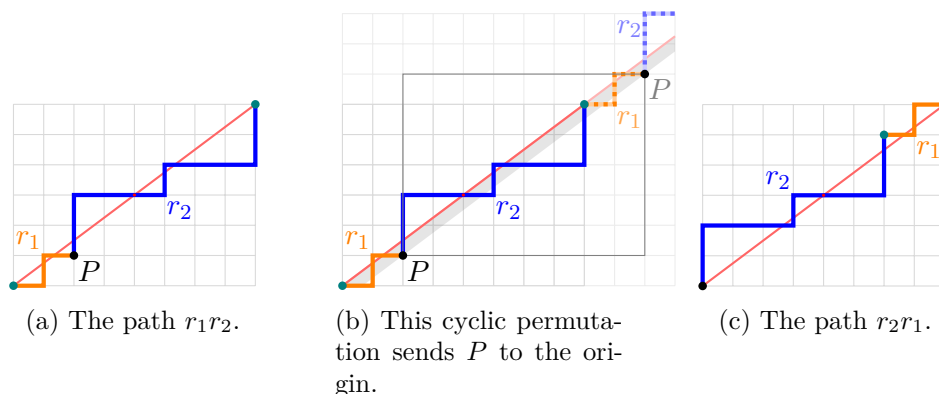 r₂
r₁
P
r₁
r₂
r₂
r₁
r₂
r₁
P
P
(a) The path r₁r₂.
(b) This cyclic permuta-
tion sends P to the ori-
gin.
(c) The path r₂r₁.